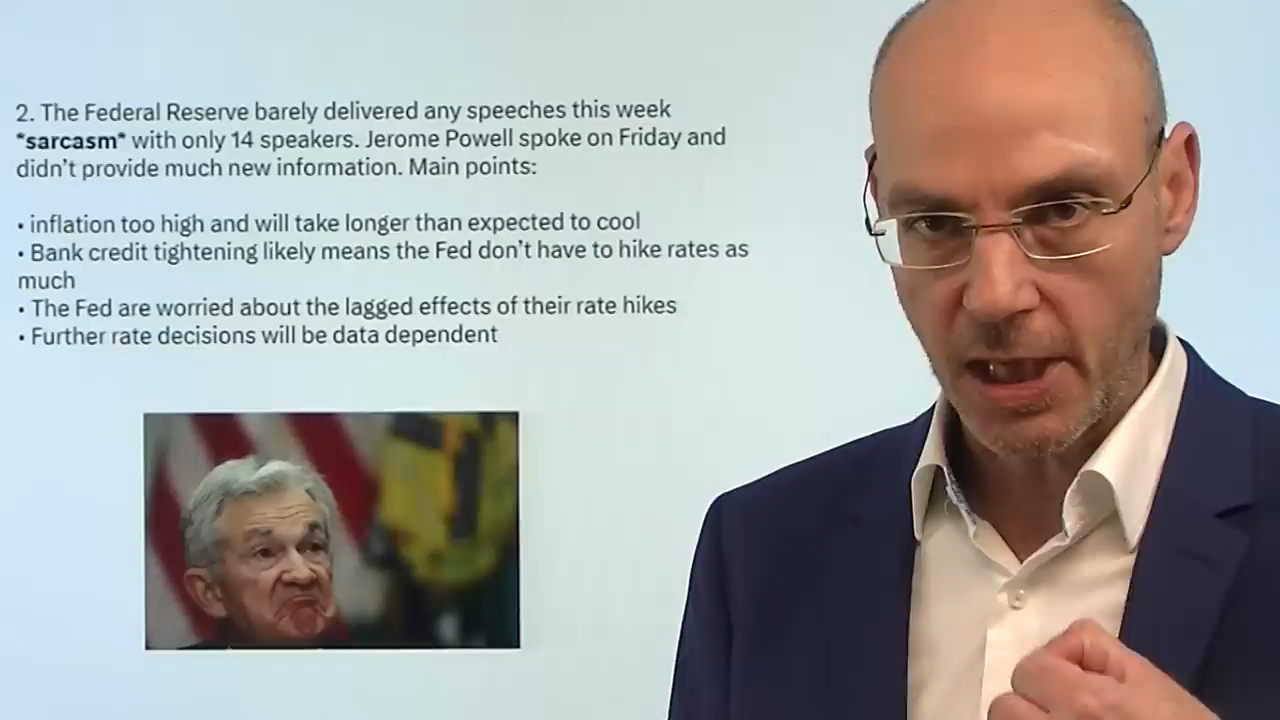 2. The Federal Reserve barely delivered any speeches this week
*sarcasm* with only 14 speakers. Jerome Powell spoke on Friday and
didn't provide much new information. Main points:
• inflation too high and will take longer than expected to cool
• Bank credit tightening likely means the Fed don't have to hike rates as
much
• The Fed are worried about the lagged effects of their rate hikes
• Further rate decisions will be data dependent